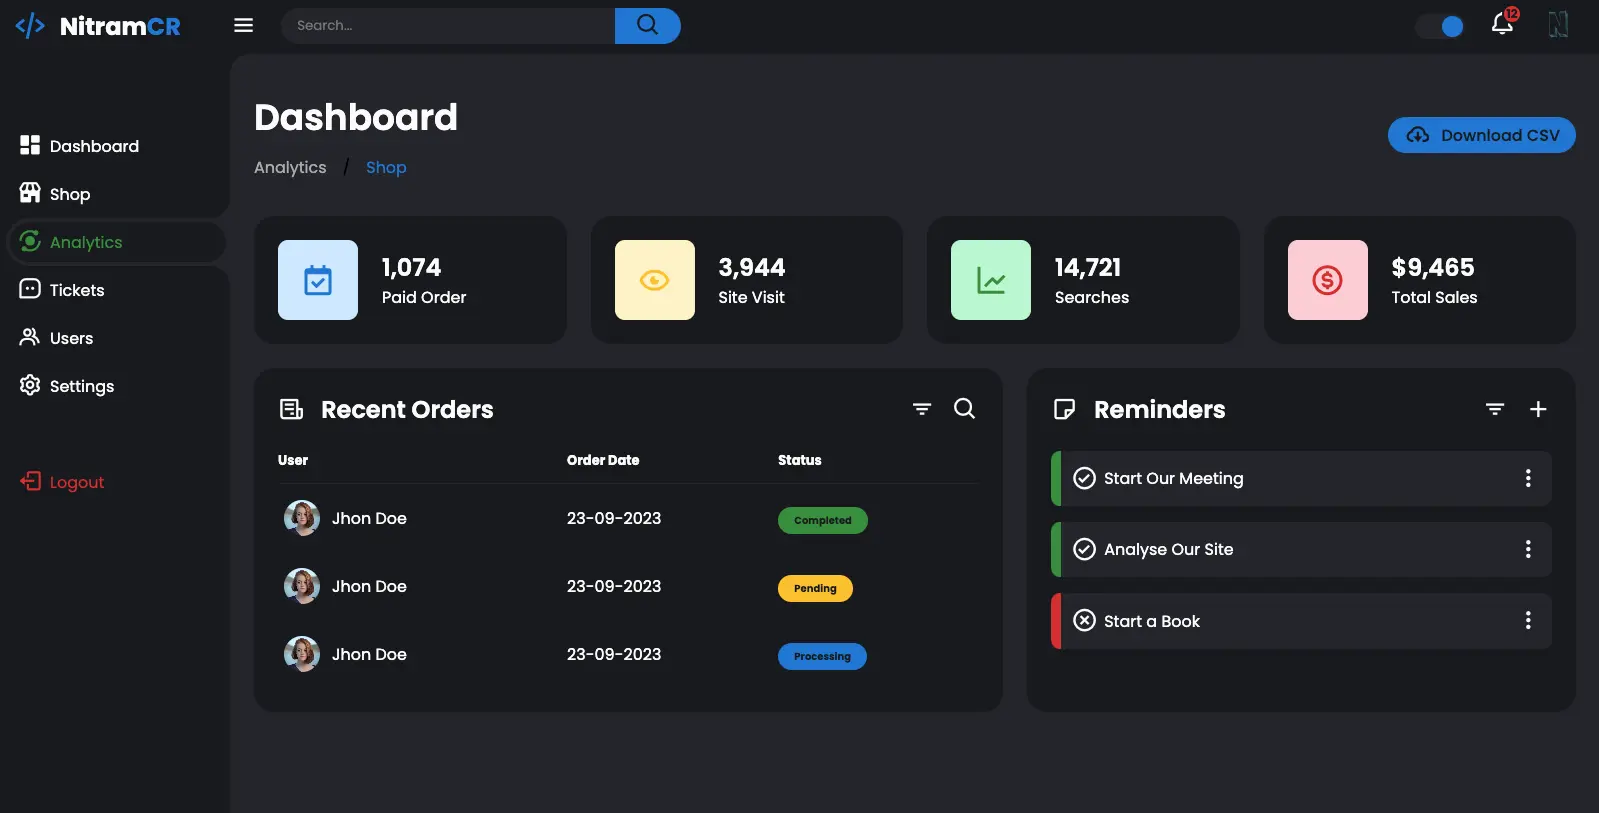 NitramCR
Search...
12
N
Dashboard
Shop
Analytics
Tickets
Users
Settings
Logout
Dashboard
Analytics / Shop
Download CSV
1,074
Paid Order
3,944
Site Visit
14,721
Searches
$9,465
Total Sales
Recent Orders
User Order Date Status
Jhon Doe 23-09-2023 Completed
Jhon Doe 23-09-2023 Pending
Jhon Doe 23-09-2023 Processing
Reminders
Start Our Meeting
Analyse Our Site
Start a Book